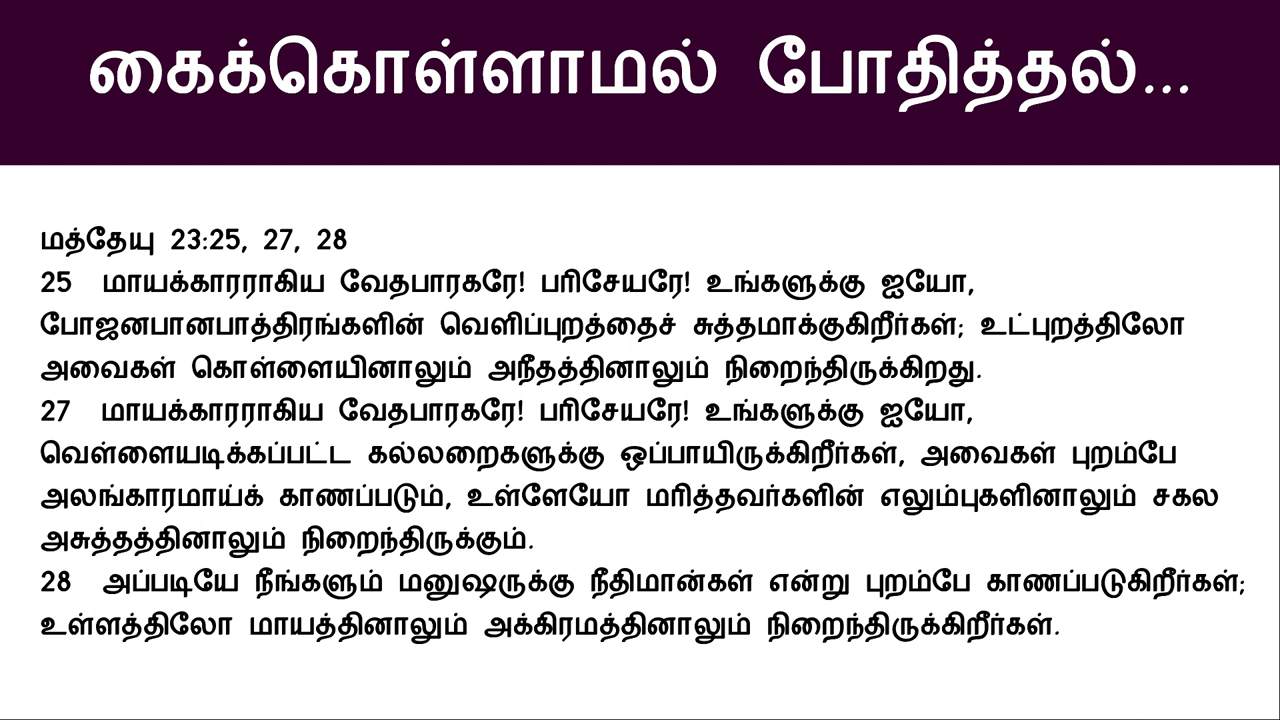 கைக்கொள்ளாமல் போதித்தல்...
மத்தேயு 23:25, 27, 28
25 மாயக்காரராகிய வேதபாரகரே! பரிசேயரே! உங்களுக்கு ஐயோ,
போஜனபானபாத்திரங்களின் வெளிப்புறத்தைச் சுத்தமாக்குகிறீர்கள்; உட்புறத்திலோ
அவைகள் கொள்ளையினாலும் அநீதத்தினாலும் நிறைந்திருக்கிறது.
27 மாயக்காரராகிய வேதபாரகரே! பரிசேயரே! உங்களுக்கு ஐயோ,
வெள்ளையடிக்கப்பட்ட கல்லறைகளுக்கு ஒப்பாயிருக்கிறீர்கள், அவைகள் புறம்பே
அலங்காரமாய்க் காணப்படும், உள்ளேயோ மரித்தவர்களின் எலும்புகளினாலும் சகல
அசுத்தத்தினாலும் நிறைந்திருக்கும்.
28 அப்படியே நீங்களும் மனுஷருக்கு நீதிமான்கள் என்று புறம்பே காணப்படுகிறீர்கள்;
உள்ளத்திலோ மாயத்தினாலும் அக்கிரமத்தினாலும் நிறைந்திருக்கிறீர்கள்.